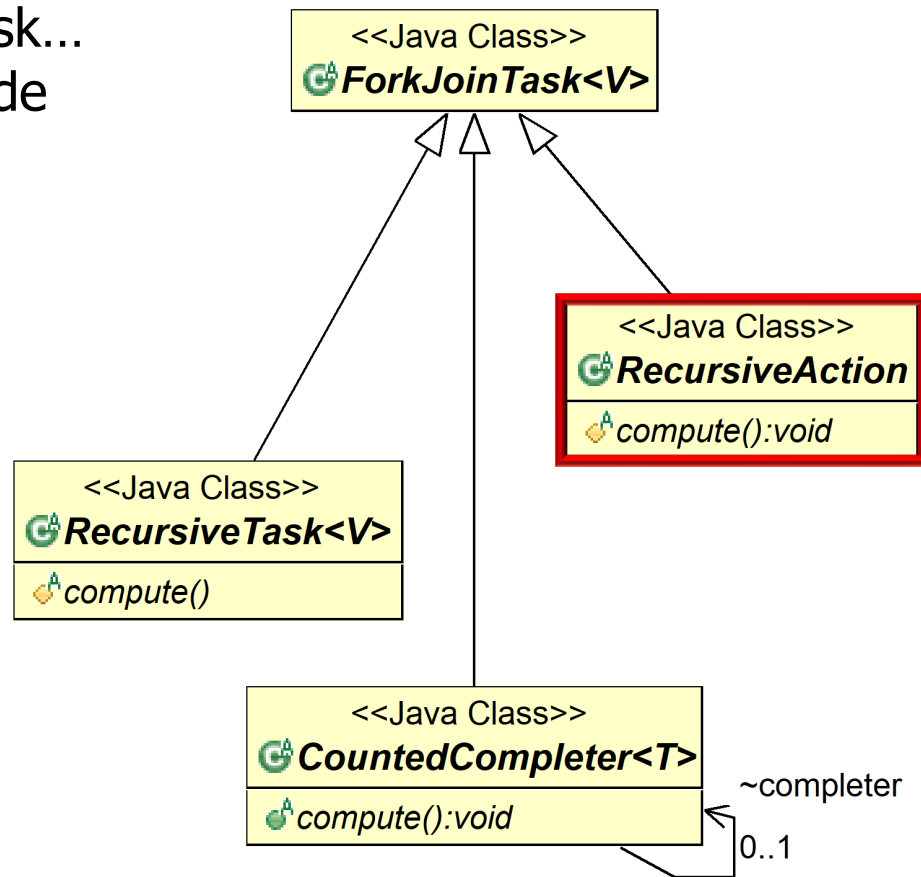 sk...
de
<<Java Class>>
ForkJoinTask<V>
<<Java Class>>
RecursiveAction
compute():void
<<Java Class>>
RecursiveTask<V>
compute()
<<Java Class>>
CountedCompleter<T>
compute():void
~completer
0..1